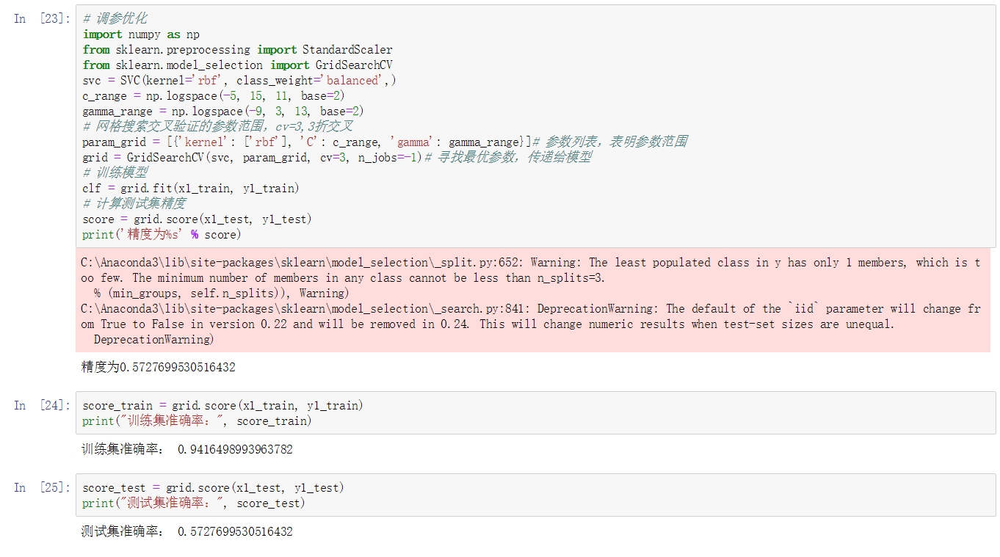 In [23]:
# 调参优化
import numpy as np
from sklearn.preprocessing import StandardScaler
from sklearn.model_selection import GridSearchCV
svc = SVC(kernel='rbf', class_weight='balanced',)
c_range = np.logspace(-5, 15, 11, base=2)
gamma_range = np.logspace(-9, 3, 13, base=2)
# 网格搜索交叉验证的参数范围，cv=3,3折交叉
param_grid = [{'kernel': ['rbf'], 'C': c_range, 'gamma': gamma_range}]# 参数列表，表明参数范围
grid = GridSearchCV(svc, param_grid, cv=3, n_jobs=-1)# 寻找最优参数，传递给模型
# 训练模型
clf = grid.fit(x1_train, y1_train)
# 计算测试集精度
score = grid.score(x1_test, y1_test)
print('精度为%s' % score)
C:\Anaconda3\lib\site-packages\sklearn\model_selection\_split.py:652: Warning: The least populated class in y has only 1 members, which is t
oo few. The minimum number of members in any class cannot be less than n_splits=3.
% (min_groups, self.n_splits)), Warning)
C:\Anaconda3\lib\site-packages\sklearn\model_selection\_search.py:841: DeprecationWarning: The default of the `iid` parameter will change fr
om True to False in version 0.22 and will be removed in 0.24. This will change numeric results when test-set sizes are unequal.
DeprecationWarning)
精度为0.5727699530516432
In [24]:
score_train = grid.score(x1_train, y1_train)
print("训练集准确率：", score_train)
训练集准确率： 0.9416498993963782
In [25]:
score_test = grid.score(x1_test, y1_test)
print("测试集准确率：", score_test)
测试集准确率： 0.5727699530516432